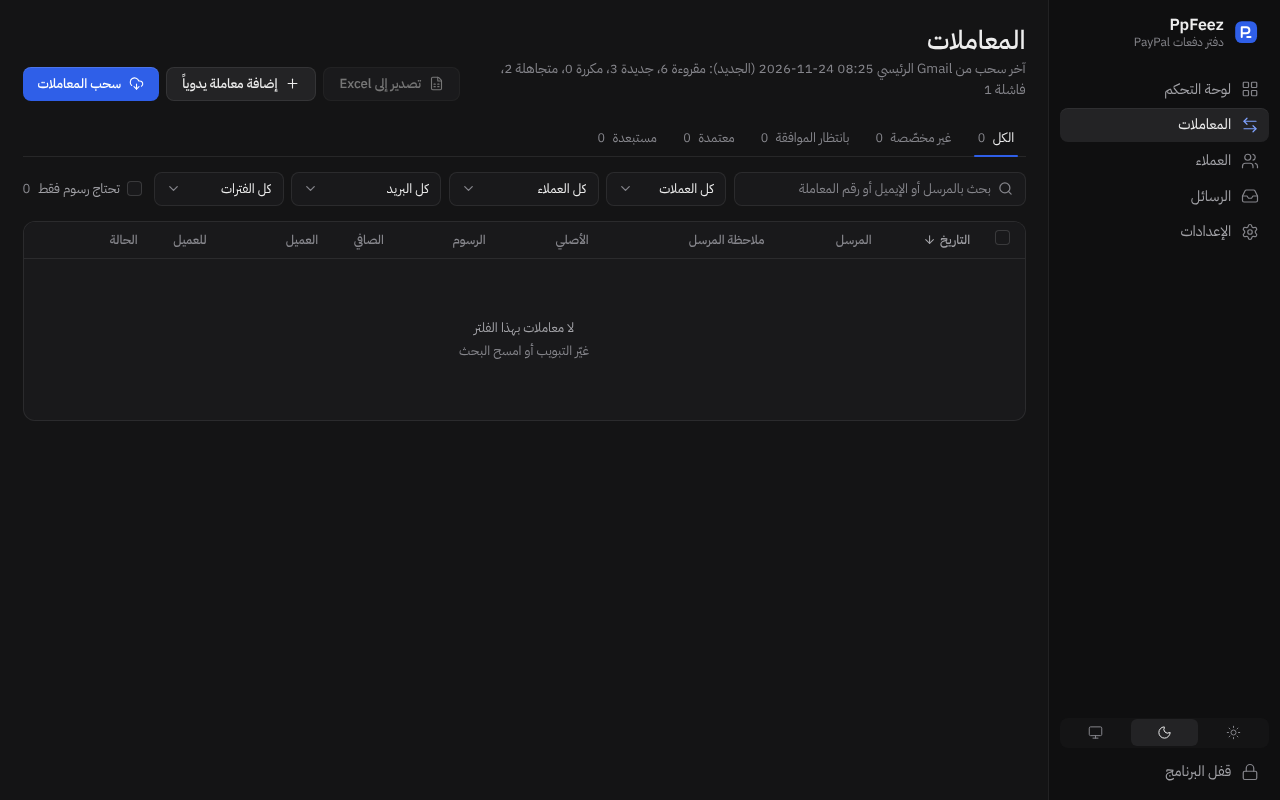 PpFeez
دفتر دفعات PayPal
لوحة التحكم
المعاملات
العملاء
الرسائل
الإعدادات
قفل البرنامج
المعاملات
آخر سحب من Gmail الرئيسي 2026-11-24 08:25 (الجديد): مقروءة 6، جديدة 3، مكررة 0، متجاهلة 2،
فاشلة 1
تصدير إلى Excel
إضافة معاملة يدوياً
سحب المعاملات
الكل 0 غير مخصّصة 0 بانتظار الموافقة 0 معتمدة 0 مستبعدة 0
بحث بالمرسل أو الإيميل أو رقم المعاملة
كل العملات
كل العملاء
كل البريد
كل الفترات
تحتاج رسوم فقط 0
التاريخ ↓ المرسل ملاحظة المرسل الأصلي الرسوم الصافي العميل للعميل الحالة
لا معاملات بهذا الفلتر
غيّر التبويب أو امسح البحث